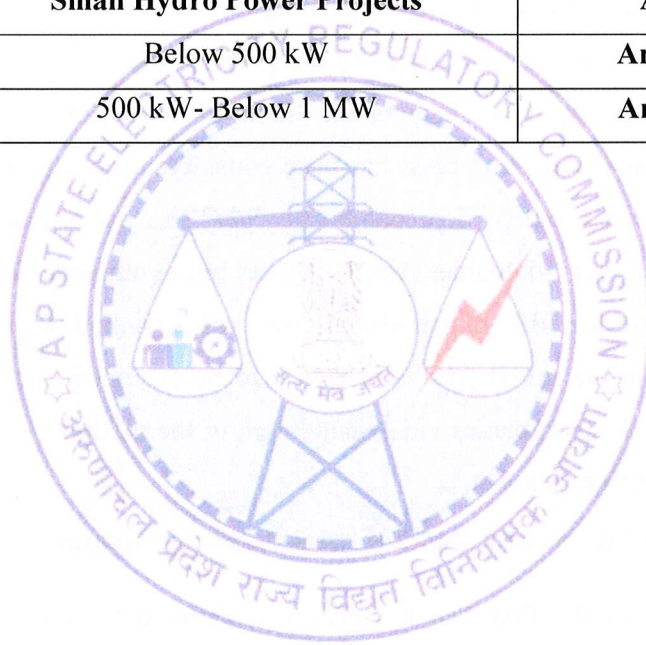 Small Hydro Power Projects
Below 500 kW
500 kW- Below 1 MW
A P STATE ELECTRICITY REGULATORY COMMISSION
सत्य मेव जयते
अरुणाचल प्रदेश राज्य विद्युत विनियामक आयोग